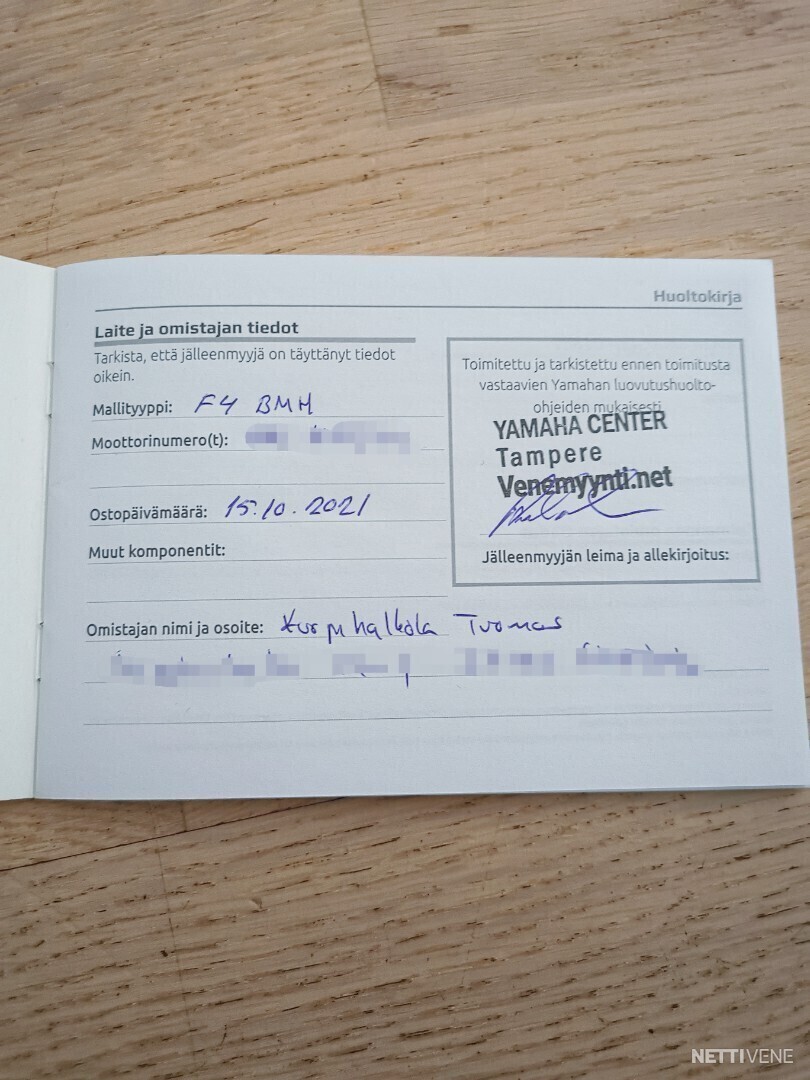 Huoltokirja
Laite ja omistajan tiedot
Tarkista, että jälleenmyyjä on täyttänyt tiedot
oikein.
Mallityyppi: F4 BMH
Moottorinumero(t):
Ostopäivämäärä: 15.10.2021
Muut komponentit:
Toimitettu ja tarkistettu ennen toimitusta
vastaavien Yamahan luovutushuolto-
ohjeiden mukaisesti
YAMAHA CENTER
Tampere
Venemyynti.net
Jälleenmyyjän leima ja allekirjoitus:
Omistajan nimi ja osoite: Tuomas
NETTIVENE